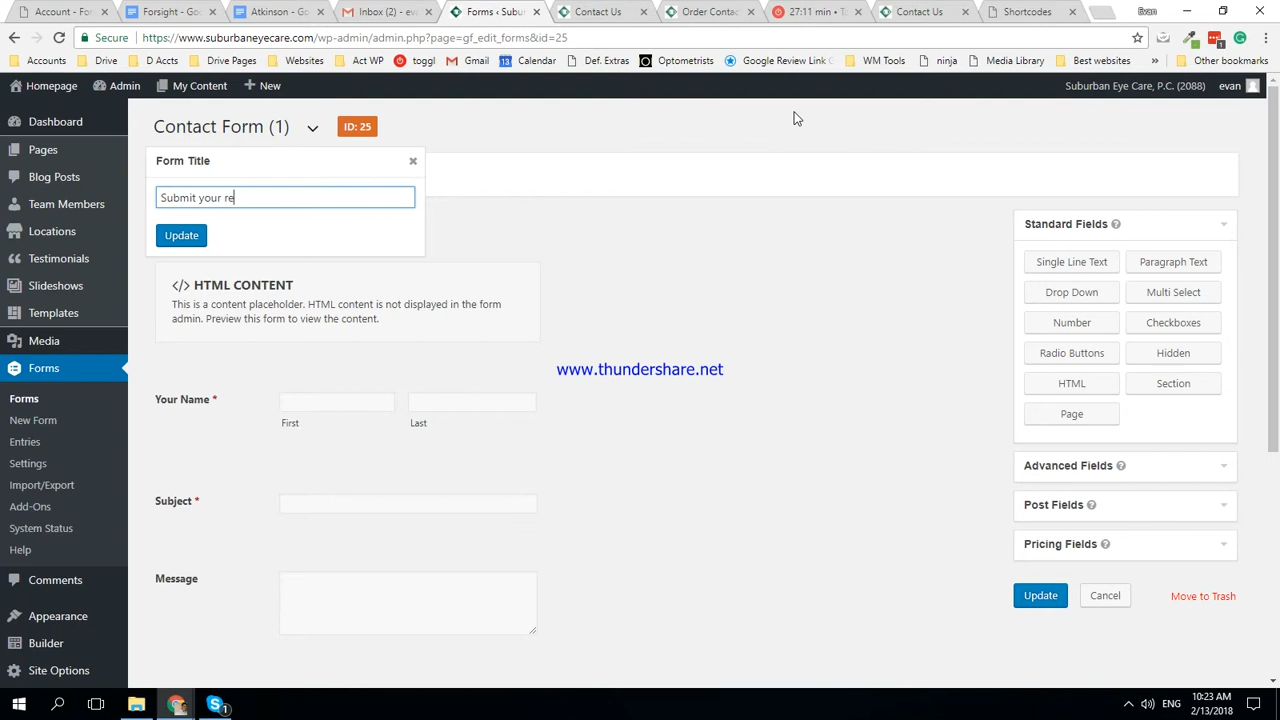 Account - For
Forsight - Goo
Atkinson - Goo
Inbox (2) - eva
Forms ‹ Subur
Contact Us
Order Contac
27:11 min • To
Contact Us
Shortcodes
Evan
Secure
https://www.suburbaneyecare.com/wp-admin/admin.php?page=gf_edit_forms&id=25
Accounts
Drive
D Accts
Drive Pages
Websites
Act WP
toggl
Gmail
13 Calendar
Def. Extras
Optometrists
Google Review Link G
WM Tools
ninja
Media Library
Best websites
»
Other bookmarks
Homepage
Admin
My Content
New
Suburban Eye Care, P.C. (2088)
evan
Dashboard
Pages
Blog Posts
Team Members
Locations
Testimonials
Slideshows
Templates
Media
Forms
Forms
New Form
Entries
Settings
Import/Export
Add-Ons
System Status
Help
Comments
Appearance
Builder
Site Options
Contact Form (1)
ID: 25
Form Title
Submit your re
Update
</> HTML CONTENT
This is a content placeholder. HTML content is not displayed in the form
admin. Preview this form to view the content.
www.thundershare.net
Your Name *
First
Last
Subject *
Message
Standard Fields
Single Line Text
Paragraph Text
Drop Down
Multi Select
Number
Checkboxes
Radio Buttons
Hidden
HTML
Section
Page
Advanced Fields
Post Fields
Pricing Fields
Update
Cancel
Move to Trash
ENG
10:23 AM
2/13/2018